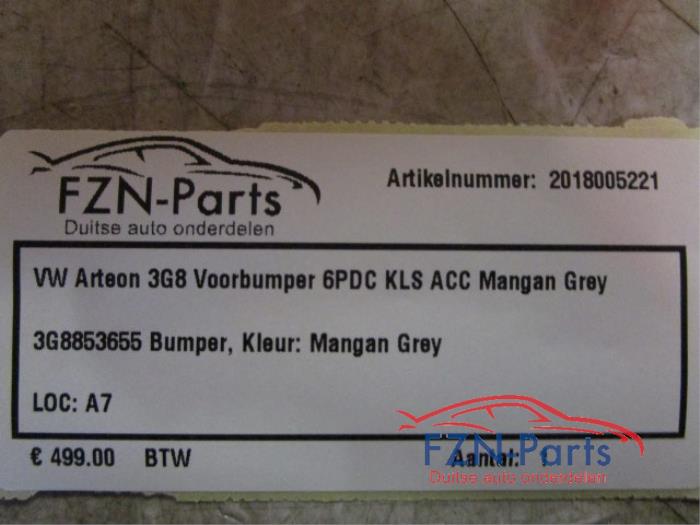 FZN-Parts
Duitse auto onderdelen
Artikelnummer: 2018005221
VW Arteon 3G8 Voorbumper 6PDC KLS ACC Mangan Grey
3G8853655 Bumper, Kleur: Mangan Grey
LOC: A7
€ 499.00 BTW
Aantal: 1
FZN-Parts
Duitse auto onderdelen